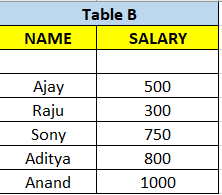 Table B
NAME SALARY
Ajay 500
Raju 300
Sony 750
Aditya 800
Anand 1000